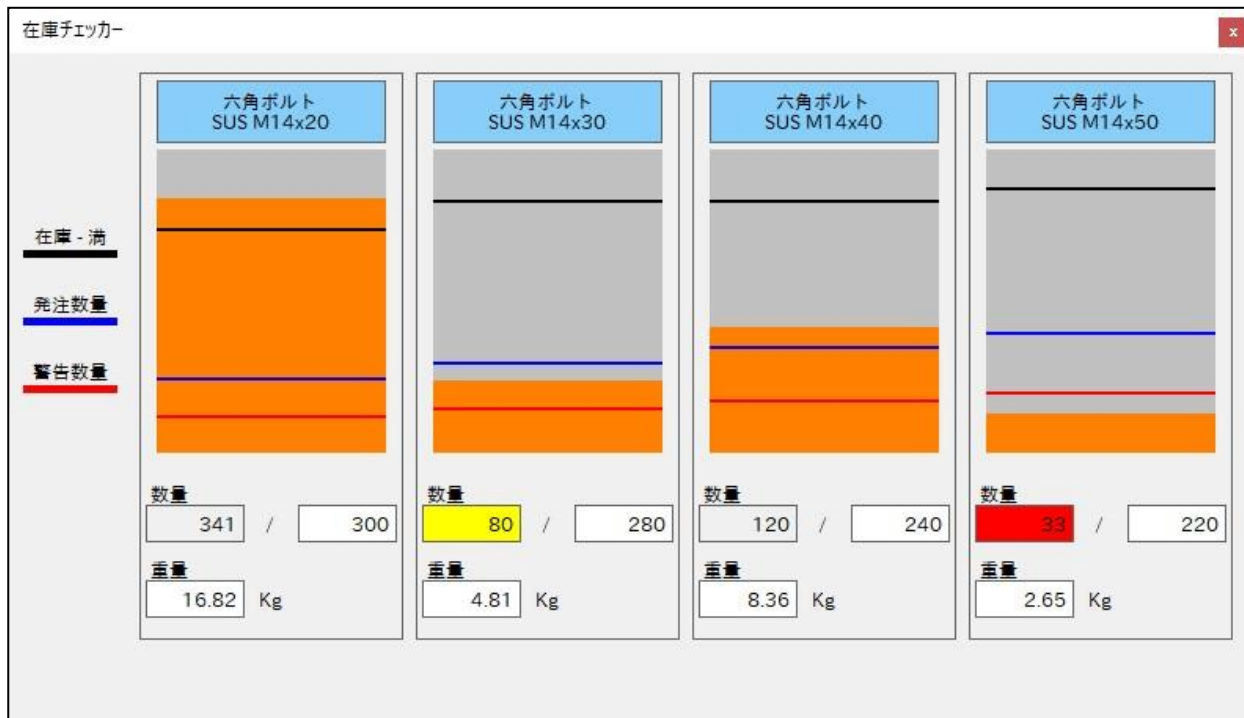 在庫チェッカー
x
在庫 - 満
発注数量
警告数量
六角ボルト
SUS M14x20
数量
341 / 300
重量
16.82 Kg
六角ボルト
SUS M14x30
数量
80 / 280
重量
4.81 Kg
六角ボルト
SUS M14x40
数量
120 / 240
重量
8.36 Kg
六角ボルト
SUS M14x50
数量
33 / 220
重量
2.65 Kg